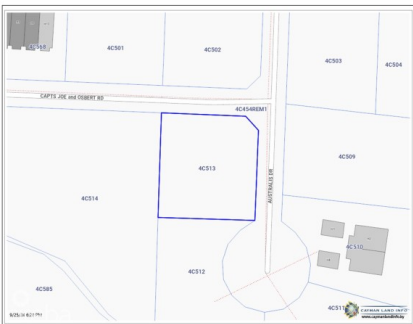 4C568
4C501
4C502
4C503
4C504
CAPTS JOE and OSBERT RD
4C454REM1
4C513
4C509
AUSTRALIS DR
4C514
4C510
4C512
4C585
4C511
CAYMAN LAND INFO
www.caymanlandinfo.ky